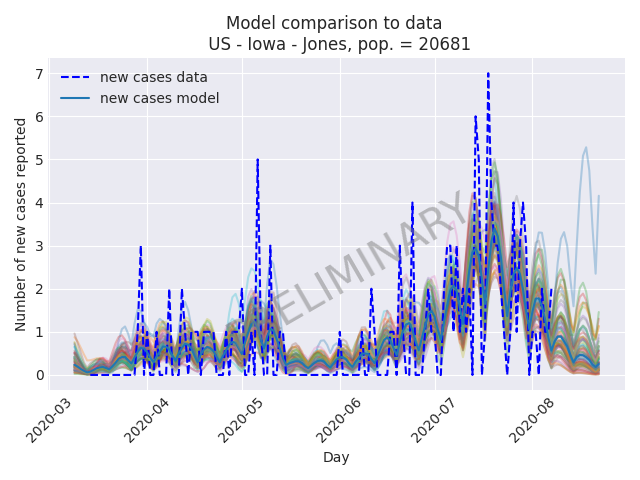 Model comparison to data
US - Iowa - Jones, pop. = 20681
new cases data
new cases model
PRELIMINARY
Number of new cases reported
7
6
5
4
3
2
1
0
2020-03
2020-04
2020-05
2020-06
2020-07
2020-08
Day